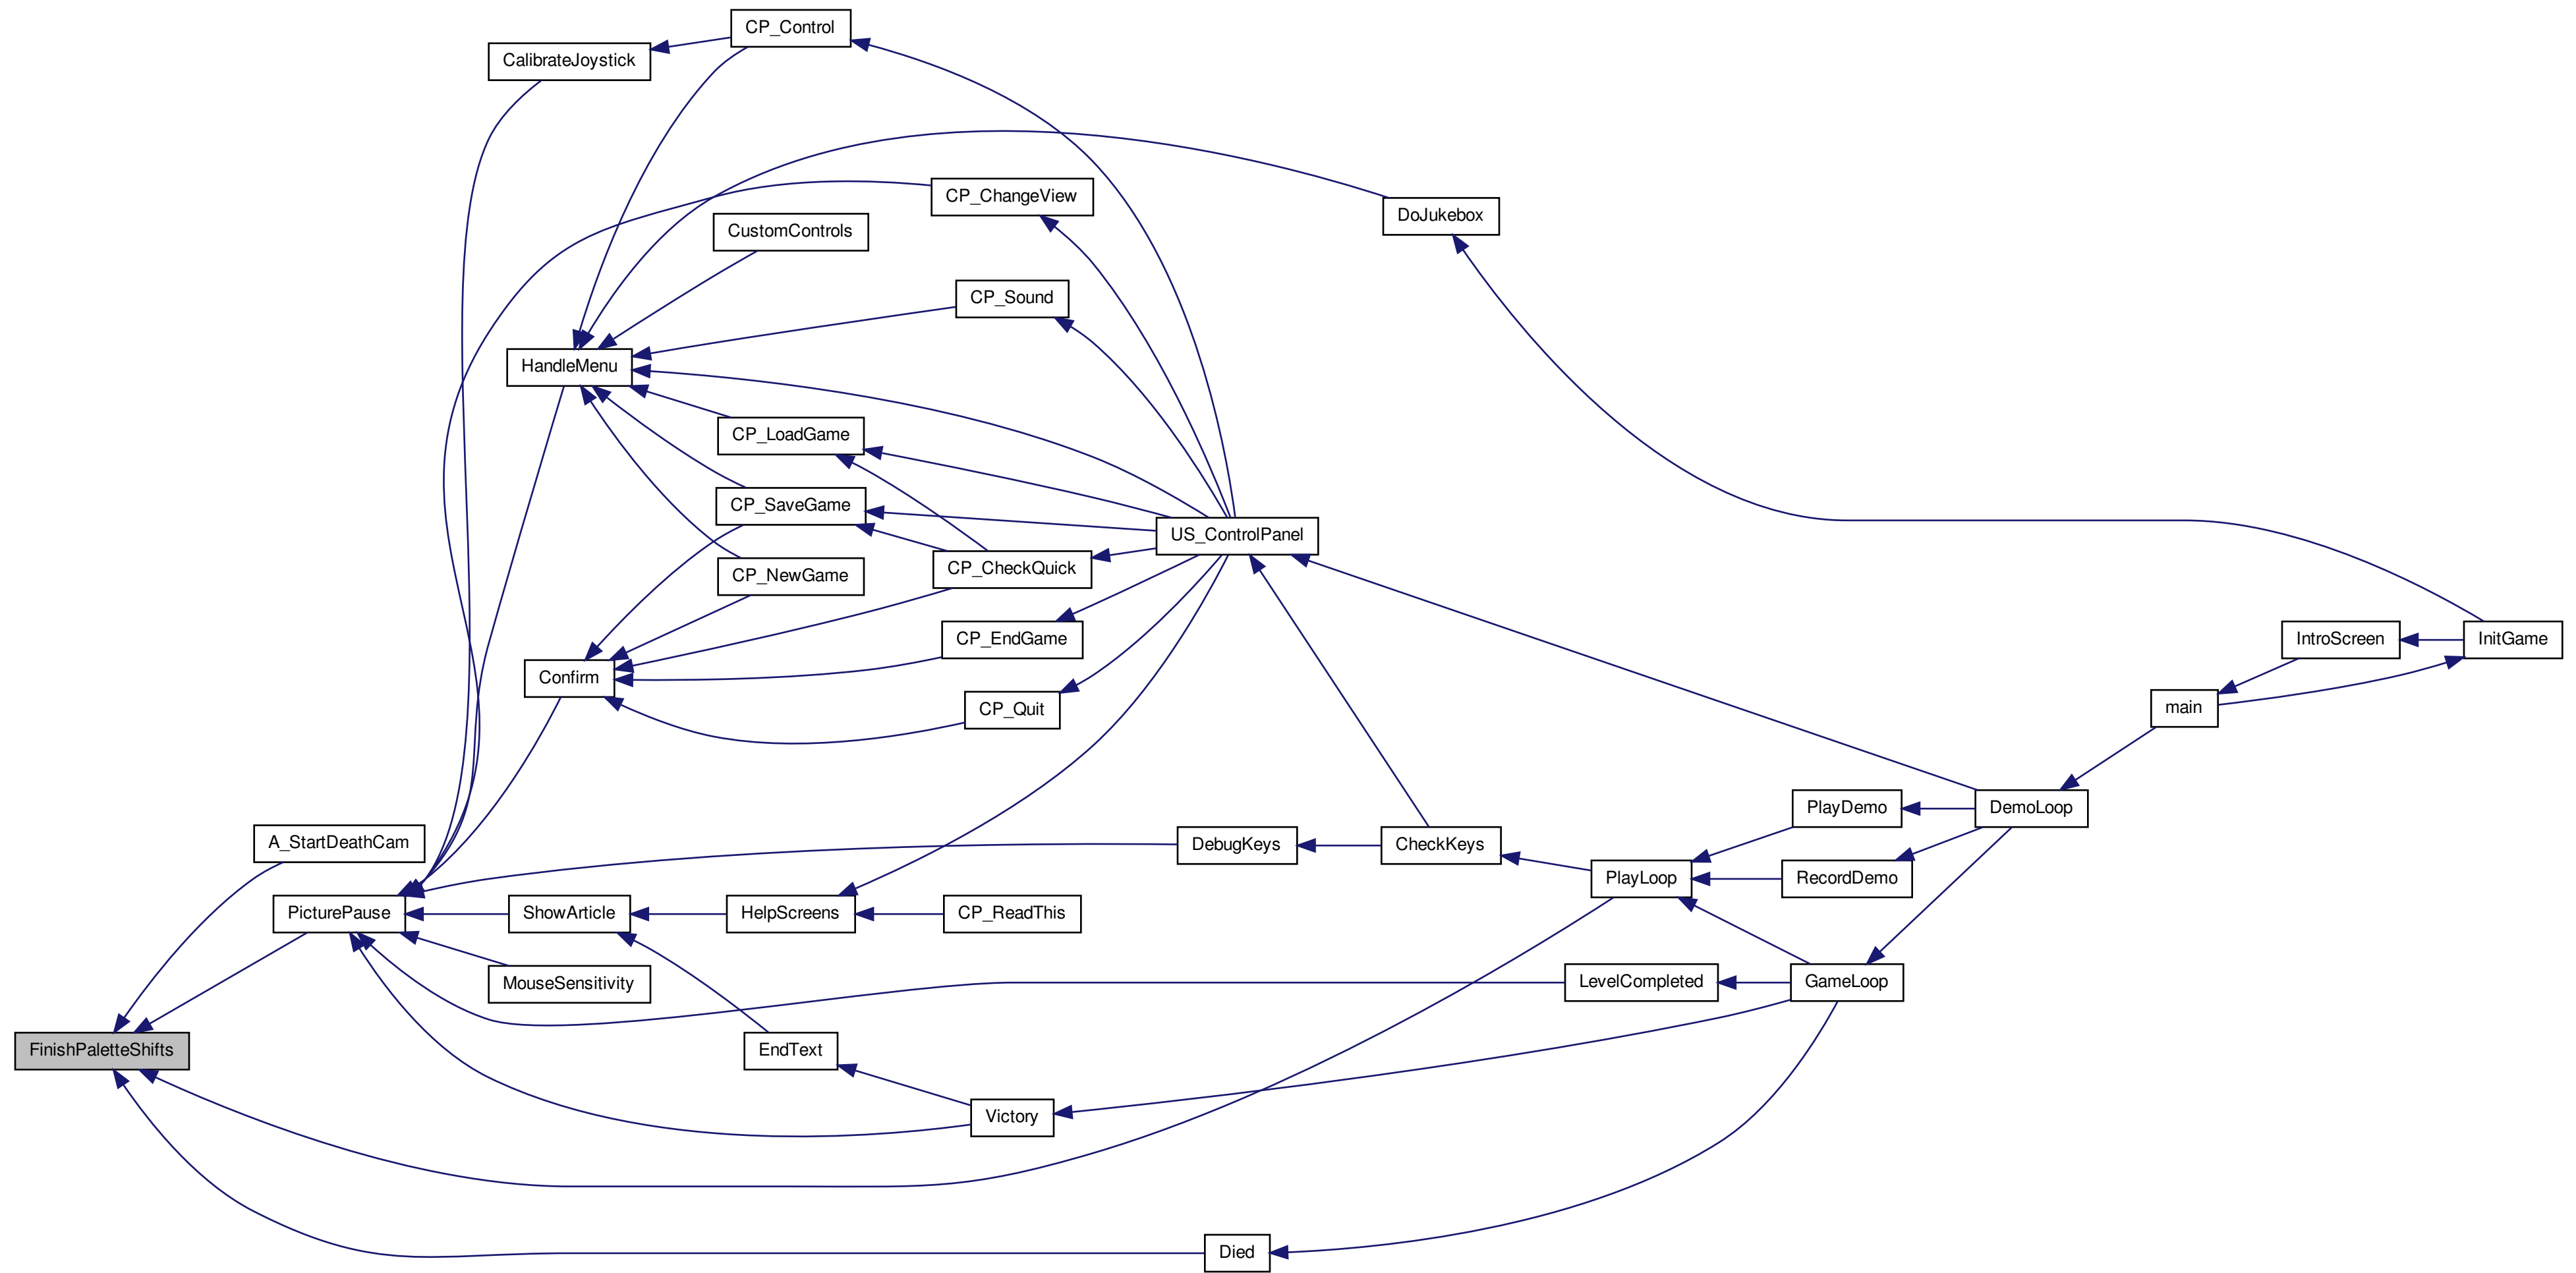 CP_Control
CalibrateJoystick
CP_ChangeView
DoJukebox
CustomControls
CP_Sound
HandleMenu
CP_LoadGame
CP_SaveGame
US_ControlPanel
CP_CheckQuick
CP_NewGame
CP_EndGame
IntroScreen
InitGame
Confirm
CP_Quit
main
PlayDemo
DemoLoop
A_StartDeathCam
DebugKeys
CheckKeys
PlayLoop
RecordDemo
PicturePause
ShowArticle
HelpScreens
CP_ReadThis
MouseSensitivity
LevelCompleted
GameLoop
FinishPaletteShifts
EndText
Victory
Died